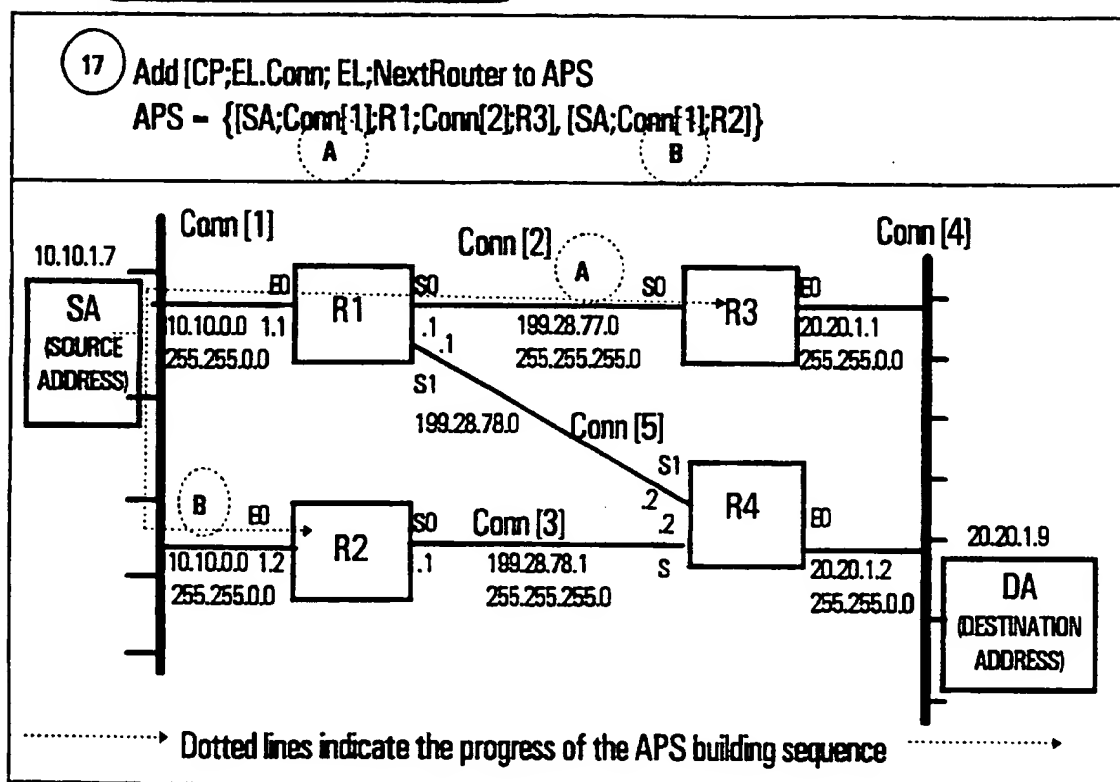 17
Add [CP;EL.Conn; EL;NextRouter to APS
APS = {[SA;Conn[1];R1;Conn[2];R3], [SA;Conn[1];R2]}
A
B
Conn [1]
Conn [2]
Conn [4]
10.10.1.7
A
SA
(SOURCE
ADDRESS)
E0
R1
S0
S0
R3
E0
10.10.0.0 1.1
255.255.0.0
.1
.1
199.28.77.0
255.255.255.0
20.20.1.1
255.255.0.0
S1
199.28.78.0
Conn [5]
S1
.2
.2
R4
E0
B
E0
R2
S0
Conn [3]
20.20.1.9
10.10.0.0 1.2
255.255.0.0
.1
199.28.78.1
255.255.255.0
S
20.20.1.2
255.255.0.0
DA
(DESTINATION
ADDRESS)
Dotted lines indicate the progress of the APS building sequence